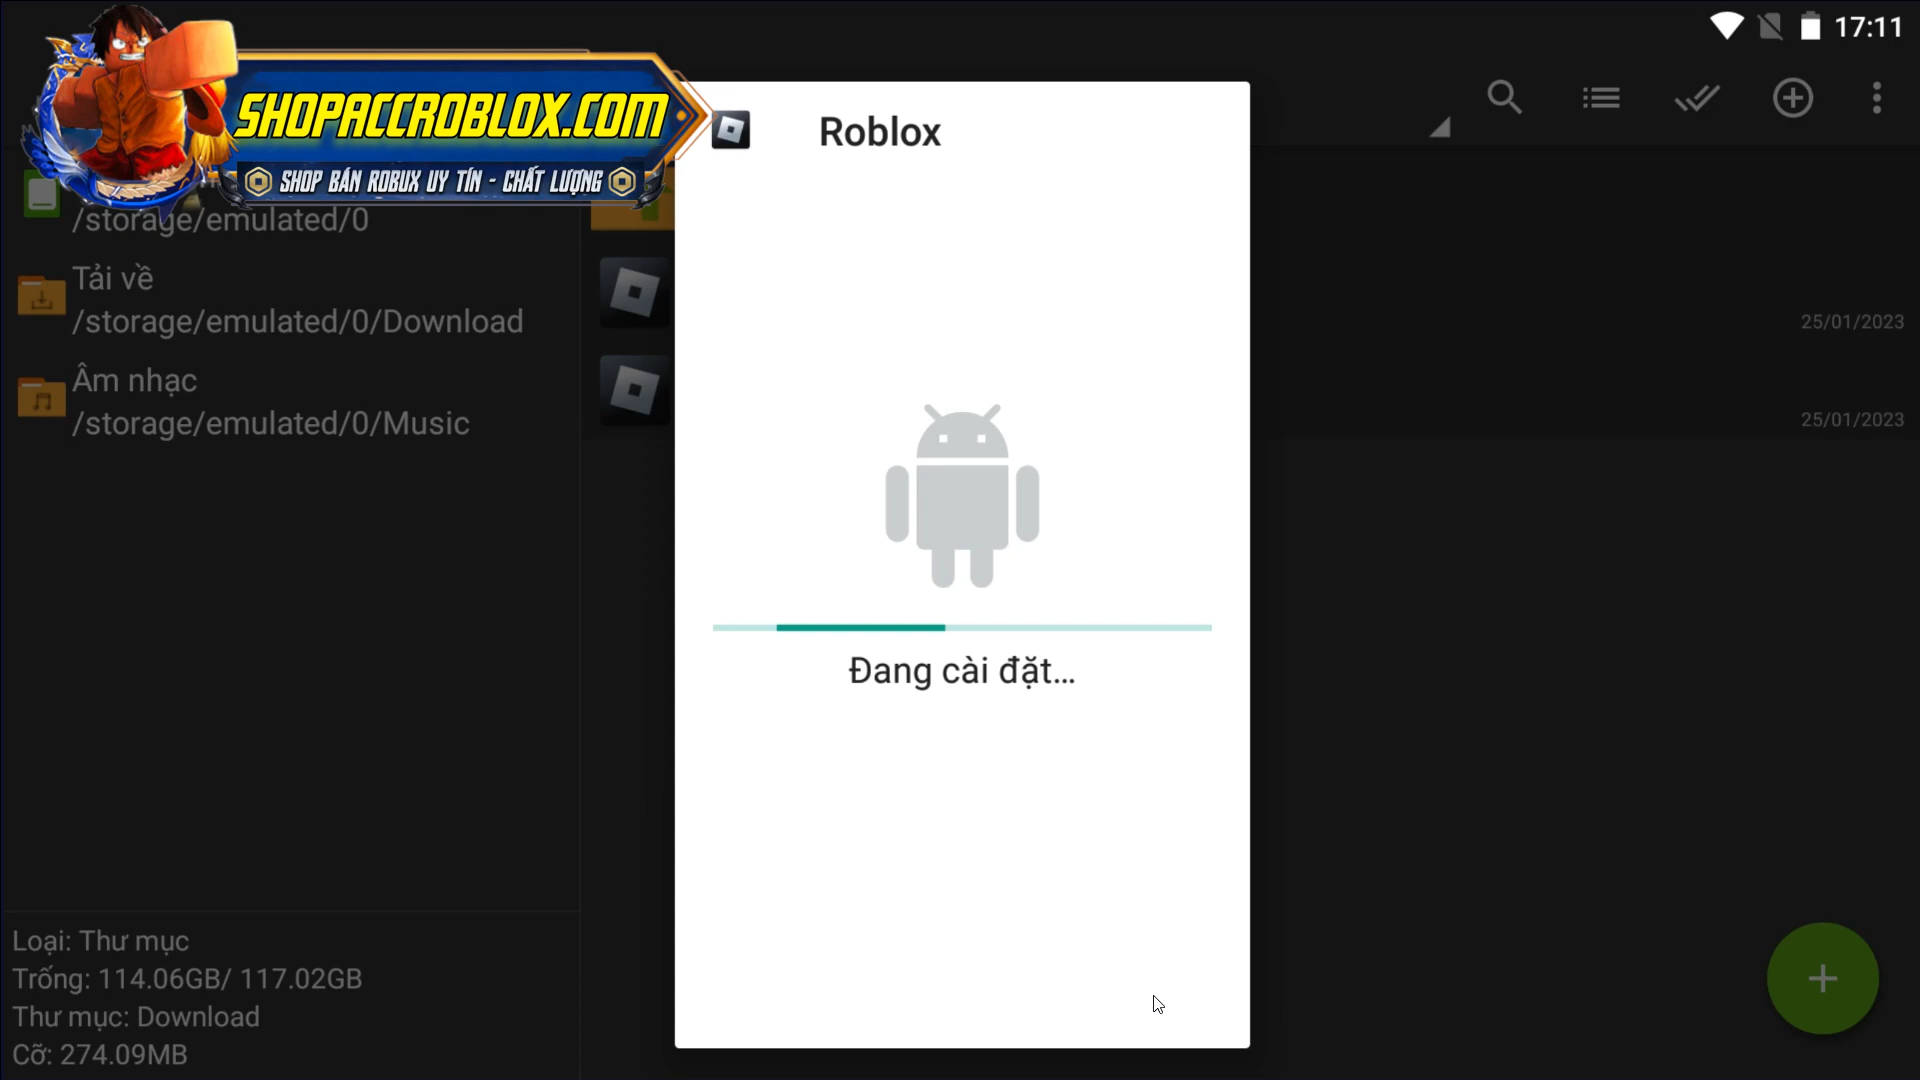 17:11
SHOPACCROBLOX.COM
SHOP BÁN ROBUX UY TÍN - CHẤT LƯỢNG
Roblox
/storage/emulated/0
Tải về
/storage/emulated/0/Download
25/01/2023
Âm nhạc
/storage/emulated/0/Music
25/01/2023
Đang cài đặt...
Loại: Thư mục
Trống: 114.06GB/ 117.02GB
Thư mục: Download
Cỡ: 274.09MB